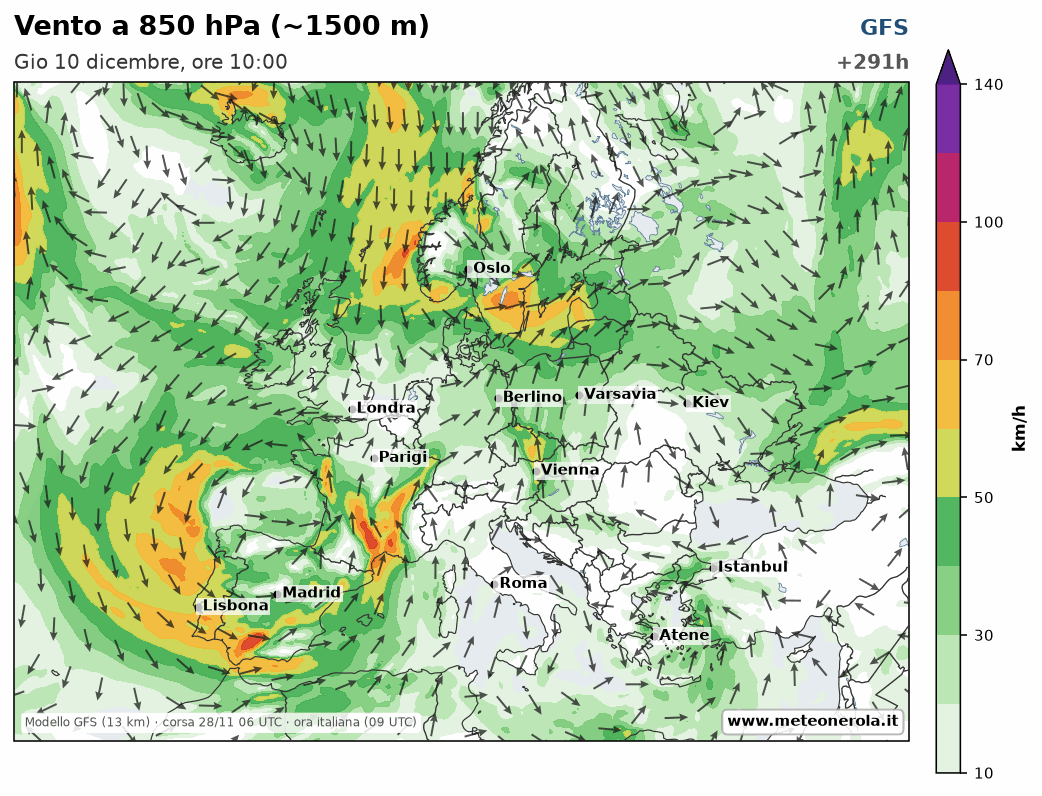 Vento a 850 hPa (~1500 m)
GFS
Gio 10 dicembre, ore 10:00
+291h
140
100
70
50
30
10
km/h
Oslo
Berlino
Varsavia
Kiev
Londra
Parigi
Vienna
Istanbul
Roma
Madrid
Lisbona
Atene
Modello GFS (13 km) · corsa 28/11 06 UTC · ora italiana (09 UTC)
www.meteonerola.it